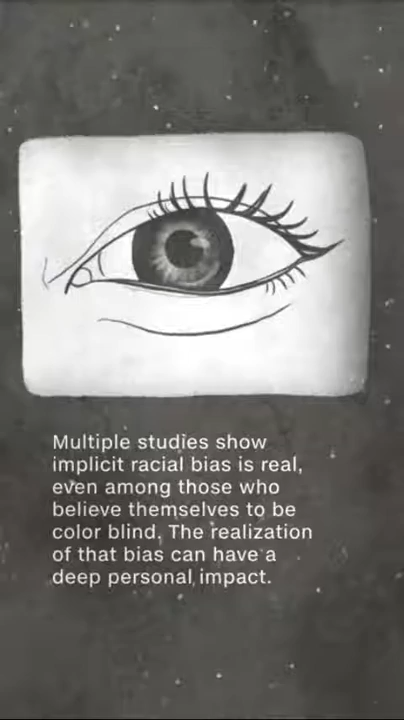 Multiple studies show
implicit racial bias is real,
even among those who
believe themselves to be
color blind. The realization
of that bias can have a
deep personal impact.